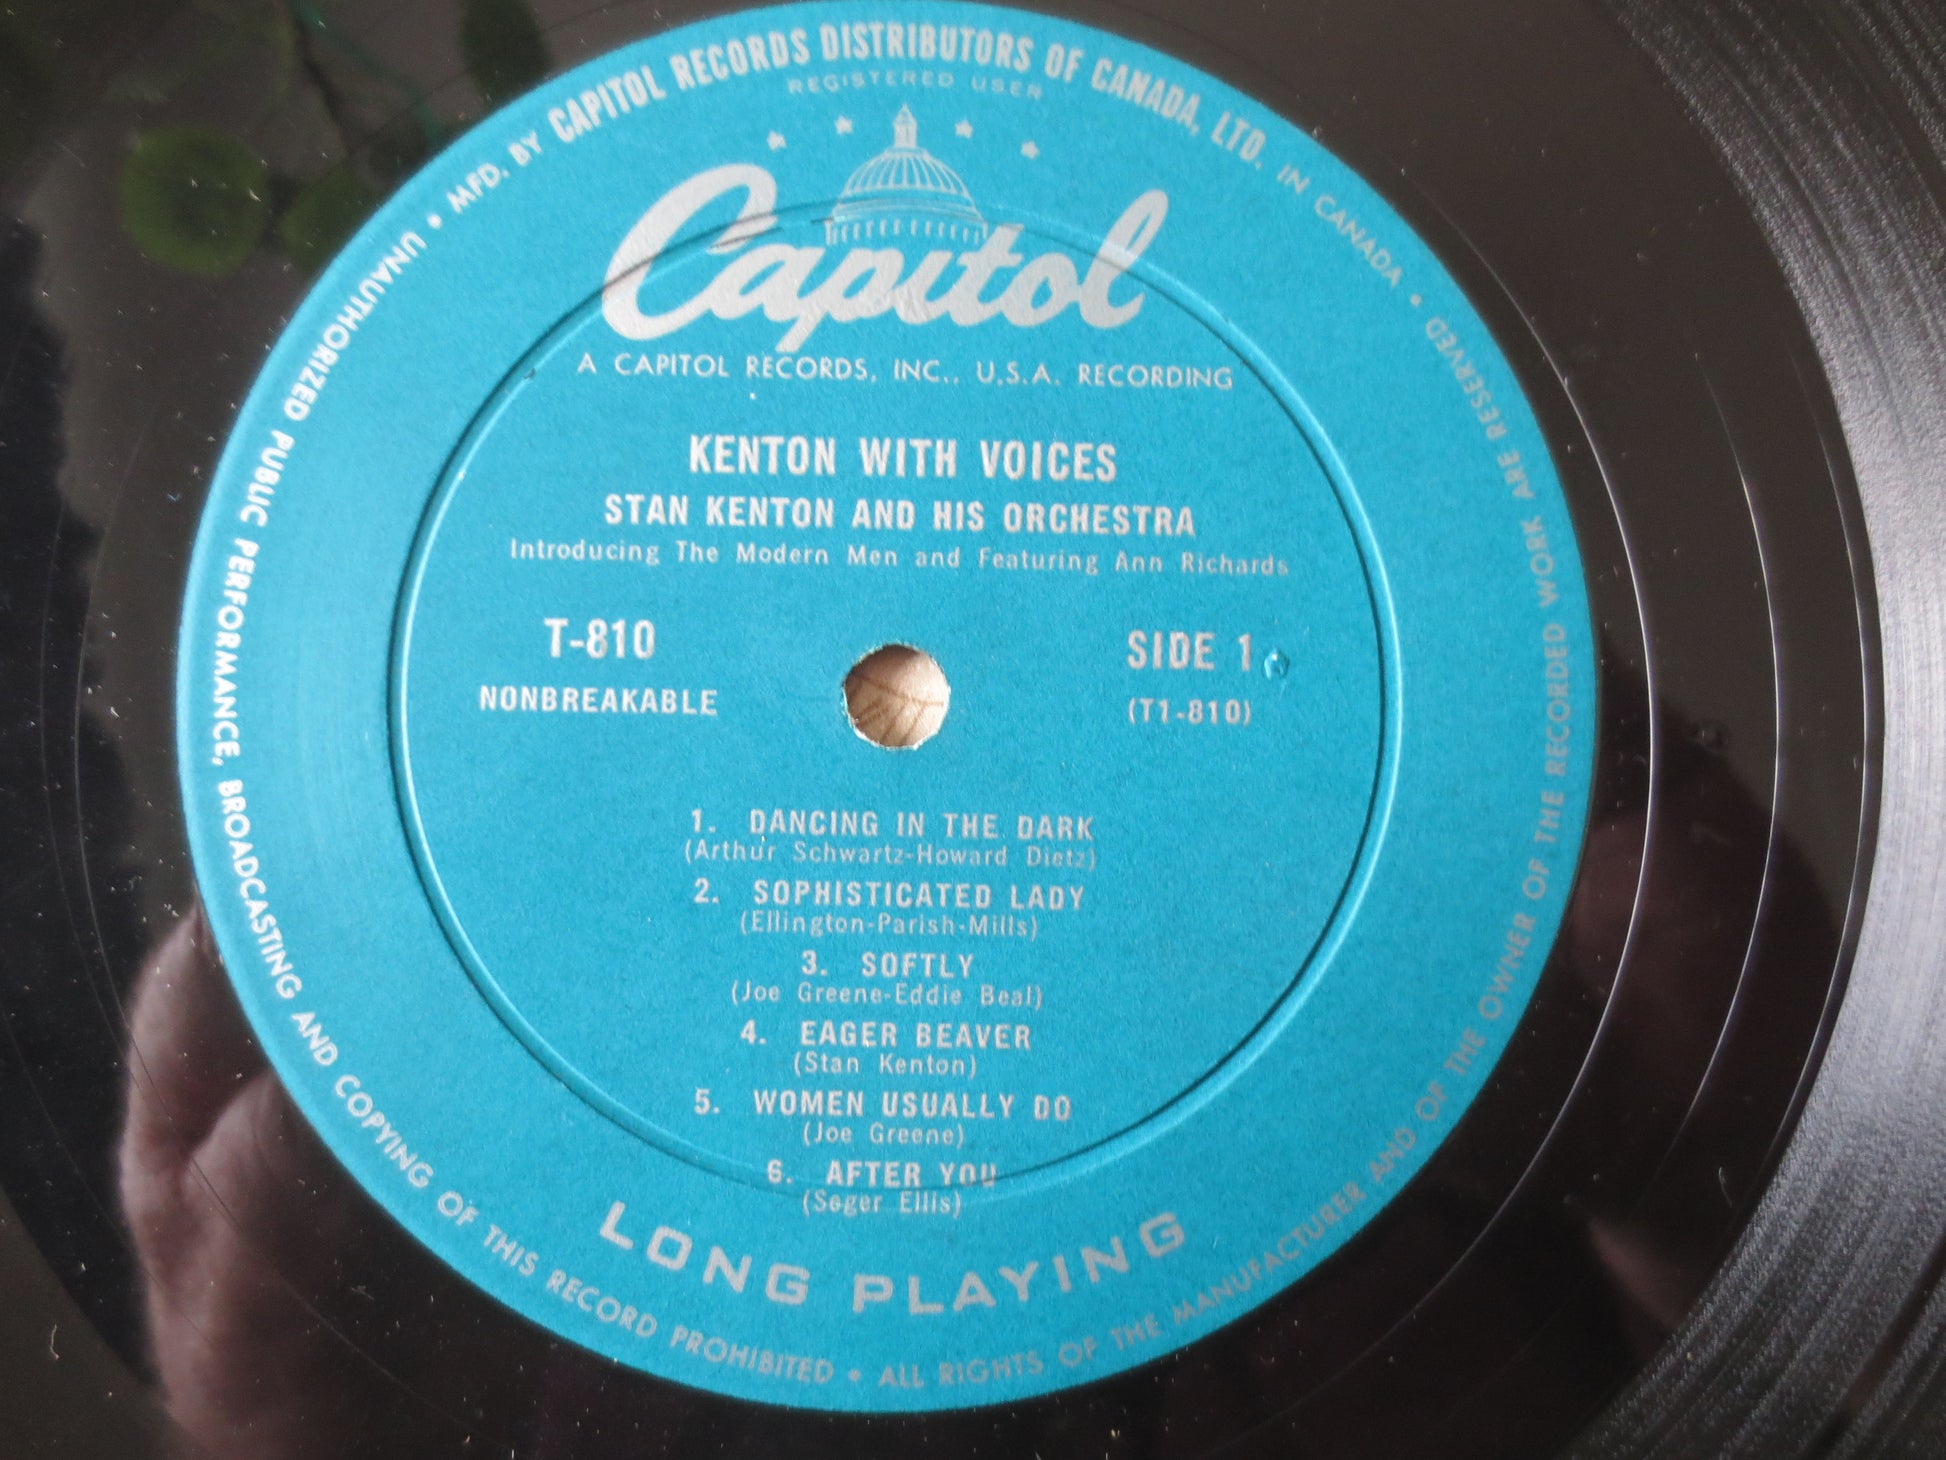 MFD. BY CAPITOL RECORDS DISTRIBUTORS OF CANADA, LTD. IN CANADA • ALL RIGHTS OF THE MANUFACTURER AND OF THE OWNER OF THE RECORDED WORK ARE RESERVED •
UNAUTHORIZED PUBLIC PERFORMANCE, BROADCASTING AND COPYING OF THIS RECORD PROHIBITED •
REGISTERED USER
Capitol
A CAPITOL RECORDS, INC., U.S.A. RECORDING
KENTON WITH VOICES
STAN KENTON AND HIS ORCHESTRA
Introducing The Modern Men and Featuring Ann Richards
T-810
SIDE 1
NONBREAKABLE
(T1-810)
1. DANCING IN THE DARK
(Arthur Schwartz-Howard Dietz)
2. SOPHISTICATED LADY
(Ellington-Parish-Mills)
3. SOFTLY
(Joe Greene-Eddie Beal)
4. EAGER BEAVER
(Stan Kenton)
5. WOMEN USUALLY DO
(Joe Greene)
6. AFTER YOU
(Seger Ellis)
LONG PLAYING